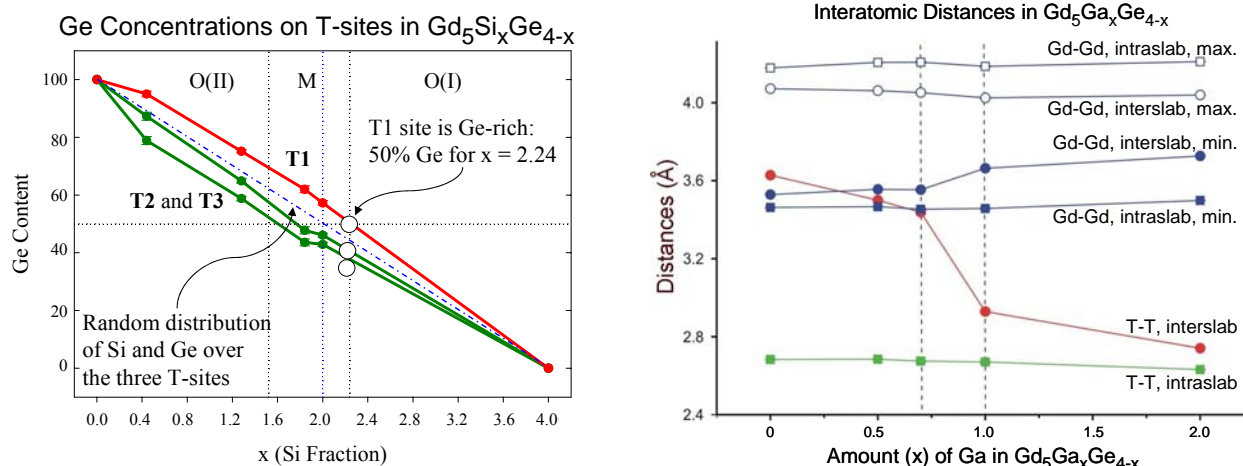 Ge Concentrations on T-sites in Gd5SixGe4-x
O(II)
M
O(I)
T1 site is Ge-rich:
50% Ge for x = 2.24
T1
T2 and T3
Random distribution
of Si and Ge over
the three T-sites
Ge Content
100
80
60
40
20
0
0.0 0.4 0.8 1.2 1.6 2.0 2.4 2.8 3.2 3.6 4.0
x (Si Fraction)
Interatomic Distances in Gd5GaxGe4-x
Gd-Gd, intraslab, max.
Gd-Gd, interslab, max.
Gd-Gd, interslab, min.
Gd-Gd, intraslab, min.
T-T, interslab
T-T, intraslab
Distances (Å)
4.0
3.6
3.2
2.8
2.4
0 0.5 1.0 1.5 2.0
Amount (x) of Ga in Gd5GaxGe4-x